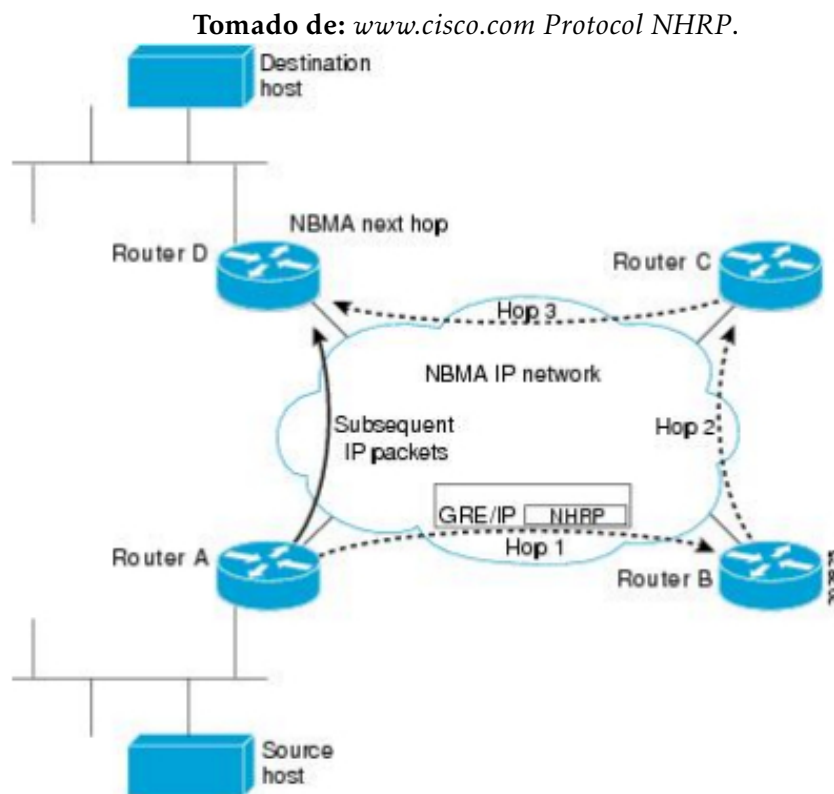 Tomado de: www.cisco.com Protocol NHRP.
Destination
host
NBMA next hop
Router D
Router C
Hop 3
NBMA IP network
Subsequent
IP packets
Hop 2
GRE/IP NHRP
Hop 1
Router A
Router B
Source
host